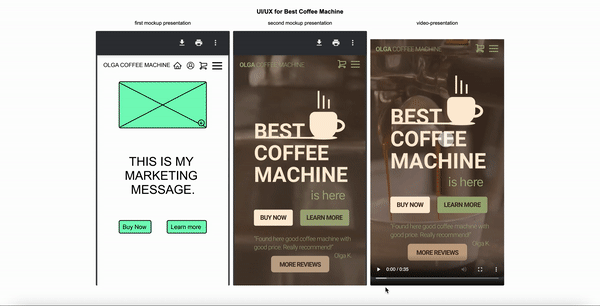 UI/UX for Best Coffee Machine
first mockup presentation
second mockup presentation
video-presentation
OLGA COFFEE MACHINE
THIS IS MY
MARKETING
MESSAGE.
Buy Now
Learn more
OLGA COFFEE MACHINE
BEST
COFFEE
MACHINE
is here
BUY NOW
LEARN MORE
"Found here good coffee machine with
good price. Really recommend!"
Olga K.
MORE REVIEWS
OLGA COFFEE MACHINE
BEST
COFFEE
MACHINE
is here
BUY NOW
LEARN MORE
"Found here good coffee machine with
good price. Really recommend!"
Olga K.
MORE REVIEWS
0:00 / 0:35